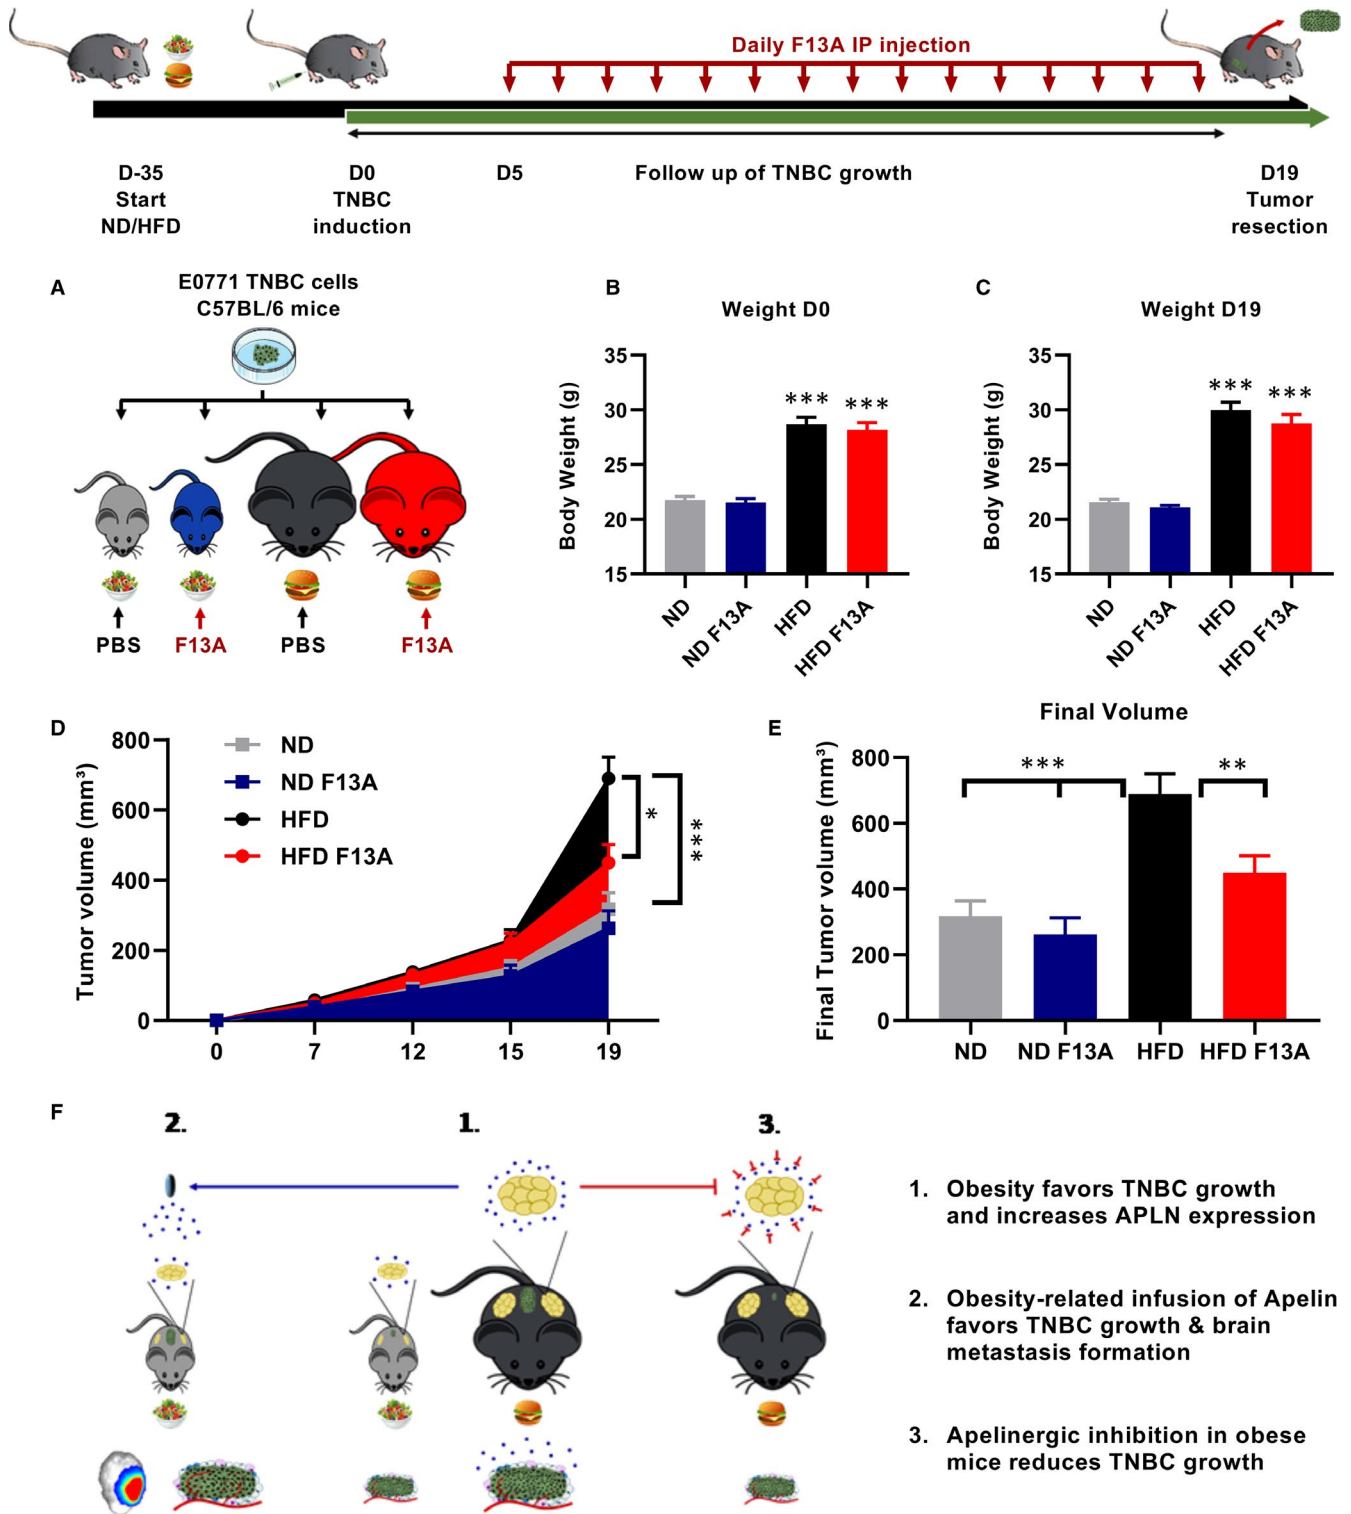 Daily F13A IP injection
D-35
Start
ND/HFD
D0
TNBC
induction
D5
Follow up of TNBC growth
D19
Tumor
resection
A
E0771 TNBC cells
C57BL/6 mice
PBS
F13A
PBS
F13A
B
Weight D0
Body Weight (g)
35
30
25
20
15
***
***
ND
ND F13A
HFD
HFD F13A
C
Weight D19
Body Weight (g)
35
30
25
20
15
***
***
ND
ND F13A
HFD
HFD F13A
D
Tumor volume (mm³)
800
600
400
200
0
ND
ND F13A
HFD
HFD F13A
*
***
0
7
12
15
19
E
Final Volume
Final Tumor volume (mm³)
800
600
400
200
0
***
**
ND
ND F13A
HFD
HFD F13A
F
2.
1.
3.
1. Obesity favors TNBC growth
and increases APLN expression
2. Obesity-related infusion of Apelin
favors TNBC growth & brain
metastasis formation
3. Apelinergic inhibition in obese
mice reduces TNBC growth